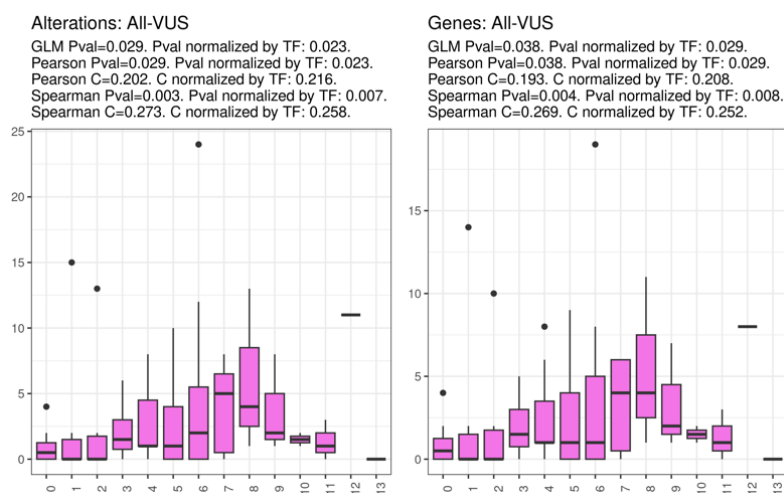 Alterations: All-VUS
GLM Pval=0.029. Pval normalized by TF: 0.023.
Pearson Pval=0.029. Pval normalized by TF: 0.023.
Pearson C=0.202. C normalized by TF: 0.216.
Spearman Pval=0.003. Pval normalized by TF: 0.007.
Spearman C=0.273. C normalized by TF: 0.258.
25
20
15
10
5
0
0 1 2 3 4 5 6 7 8 9 10 11 12 13
Genes: All-VUS
GLM Pval=0.038. Pval normalized by TF: 0.029.
Pearson Pval=0.038. Pval normalized by TF: 0.029.
Pearson C=0.193. C normalized by TF: 0.208.
Spearman Pval=0.004. Pval normalized by TF: 0.008.
Spearman C=0.269. C normalized by TF: 0.252.
15
10
5
0
0 1 2 3 4 5 6 7 8 9 10 11 12 13